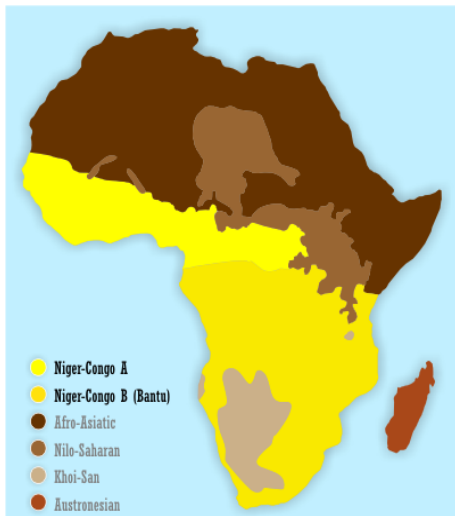 Niger-Congo A
Niger-Congo B (Bantu)
Afro-Asiatic
Nilo-Saharan
Khoi-San
Austronesian